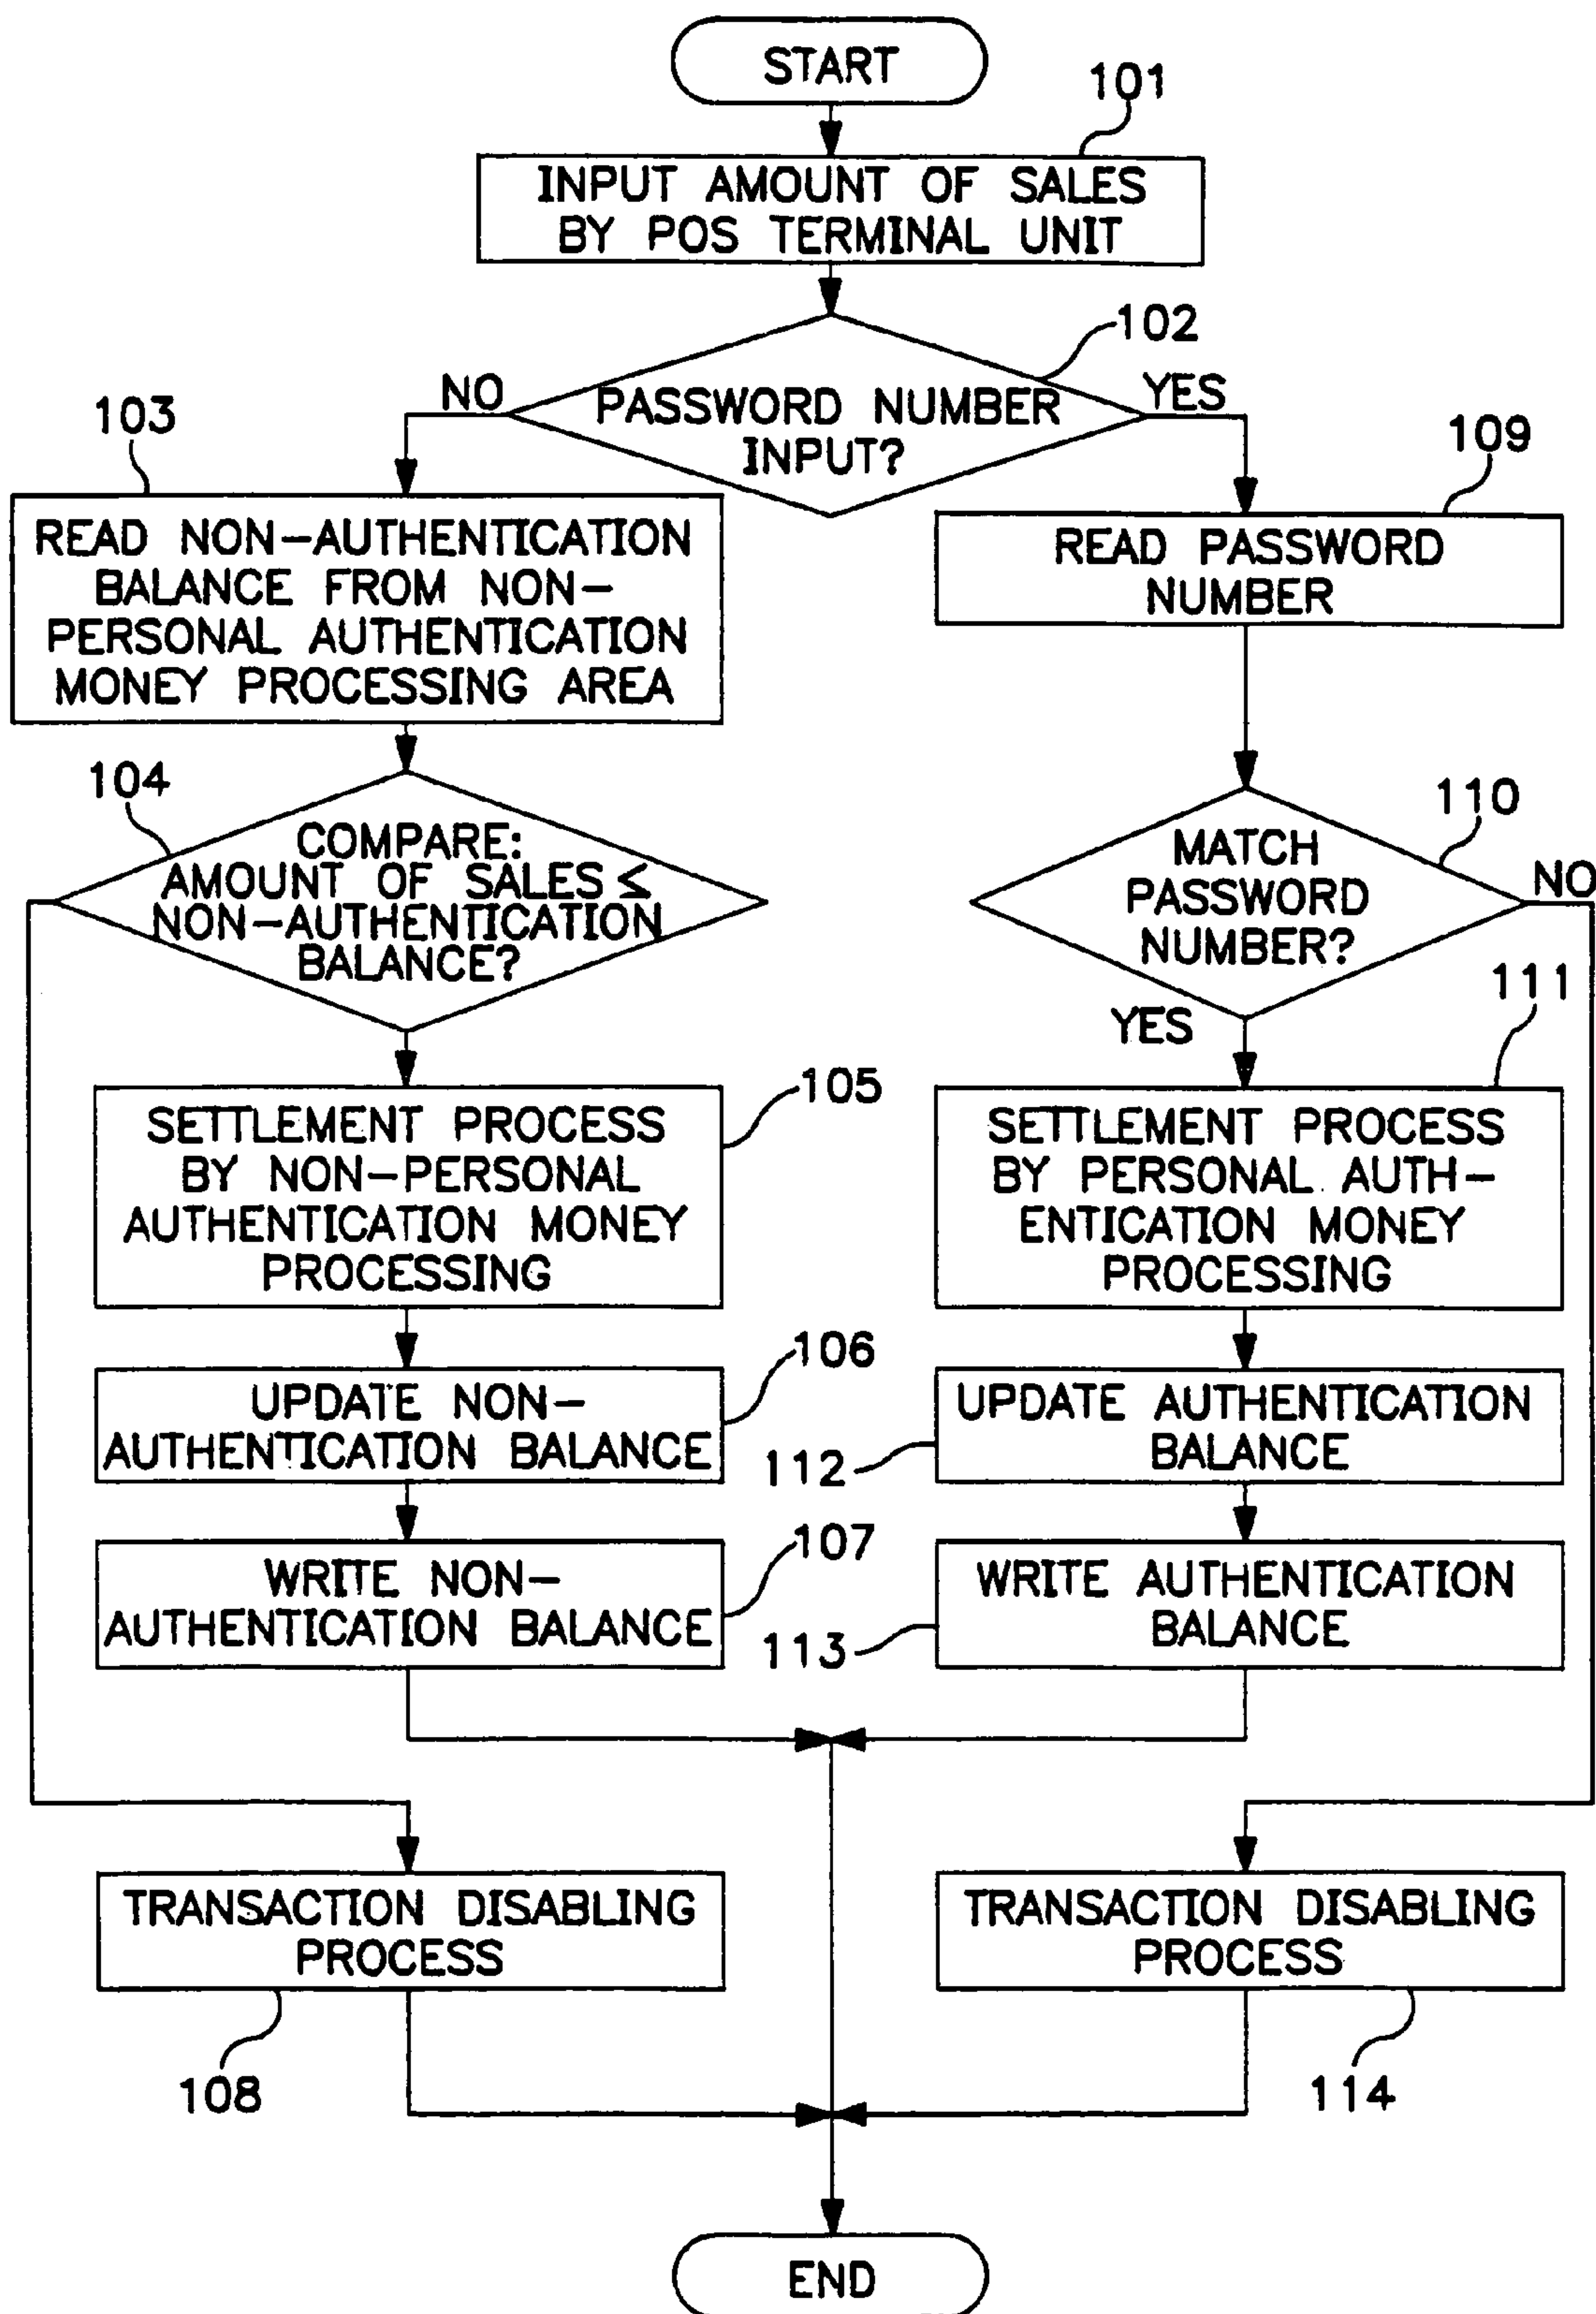 START
101
INPUT AMOUNT OF SALES
BY POS TERMINAL UNIT
102
NO
PASSWORD NUMBER
INPUT?
YES
103
READ NON-AUTHENTICATION
BALANCE FROM NON-
PERSONAL AUTHENTICATION
MONEY PROCESSING AREA
109
READ PASSWORD
NUMBER
104
COMPARE:
AMOUNT OF SALES ≤
NON-AUTHENTICATION
BALANCE?
110
MATCH
PASSWORD
NUMBER?
NO
YES
105
SETTLEMENT PROCESS
BY NON-PERSONAL
AUTHENTICATION MONEY
PROCESSING
111
SETTLEMENT PROCESS
BY PERSONAL AUTH-
ENTICATION MONEY
PROCESSING
106
UPDATE NON-
AUTHENTICATION BALANCE
112
UPDATE AUTHENTICATION
BALANCE
107
WRITE NON-
AUTHENTICATION BALANCE
113
WRITE AUTHENTICATION
BALANCE
TRANSACTION DISABLING
PROCESS
108
TRANSACTION DISABLING
PROCESS
114
END